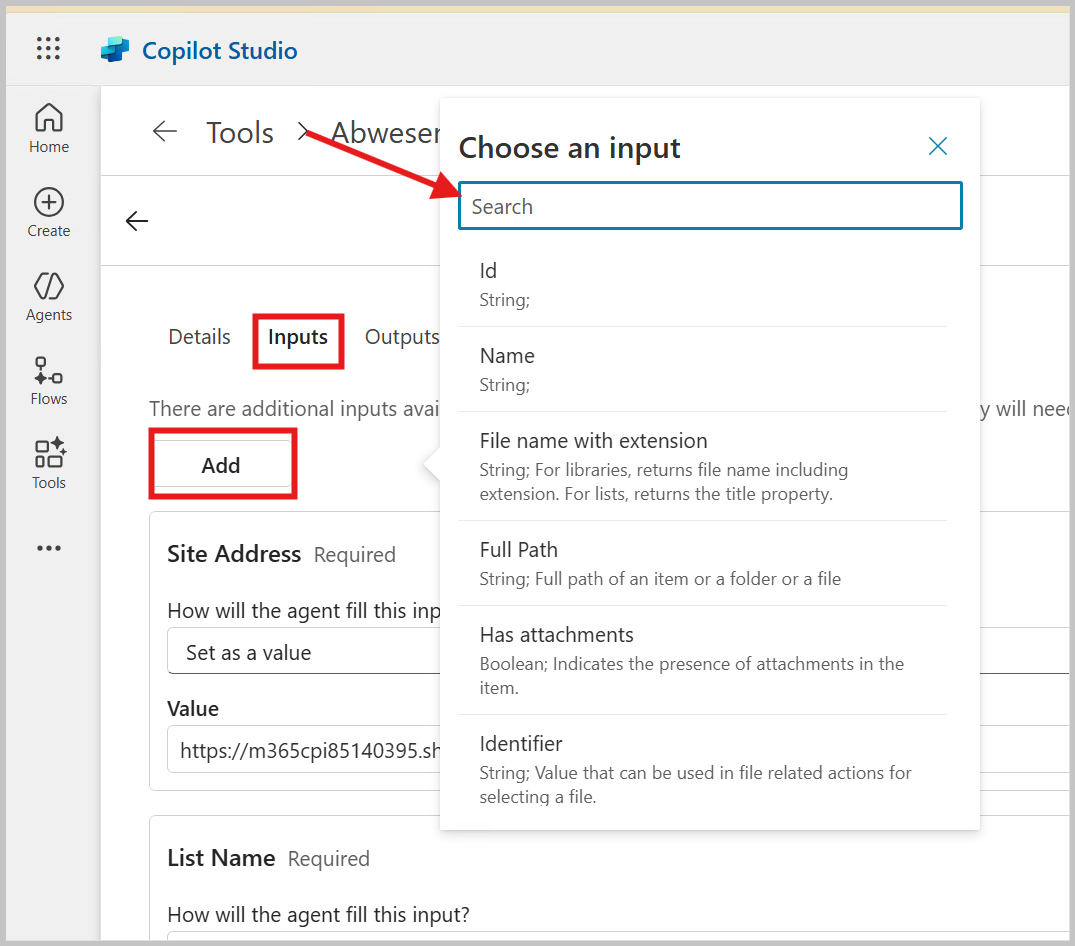 Copilot Studio
Home
Create
Agents
Flows
Tools
Tools
Details
Inputs
Outputs
There are additional inputs
Add
Site Address Required
How will the agent fill this
Set as a value
Value
https://m365cpi85140395.sh
List Name Required
How will the agent fill this input?
Choose an input
Search
Id
String;
Name
String;
File name with extension
String; For libraries, returns file name including
extension. For lists, returns the title property.
Full Path
String; Full path of an item or a folder or a file
Has attachments
Boolean; Indicates the presence of attachments in the
item.
Identifier
String; Value that can be used in file related actions for
selecting a file.
will